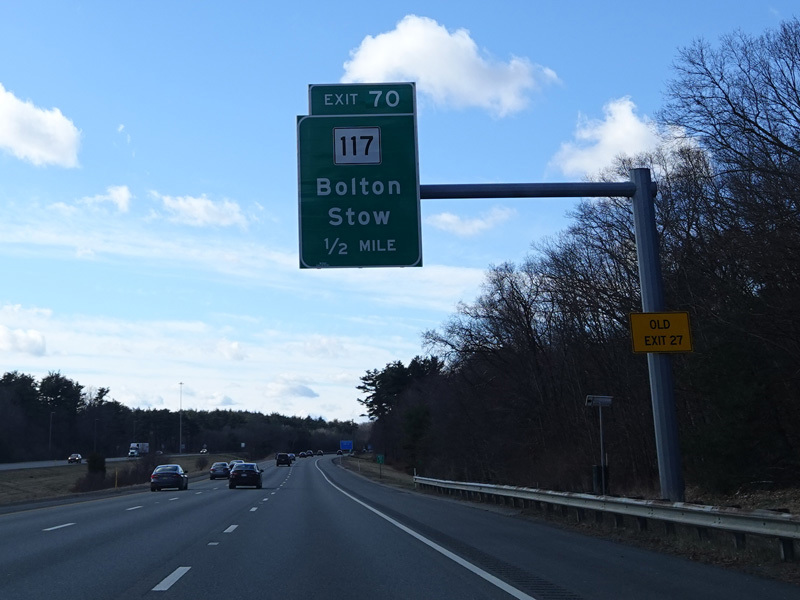 EXIT 70
117
Bolton
Stow
1/2 MILE
OLD
EXIT 27